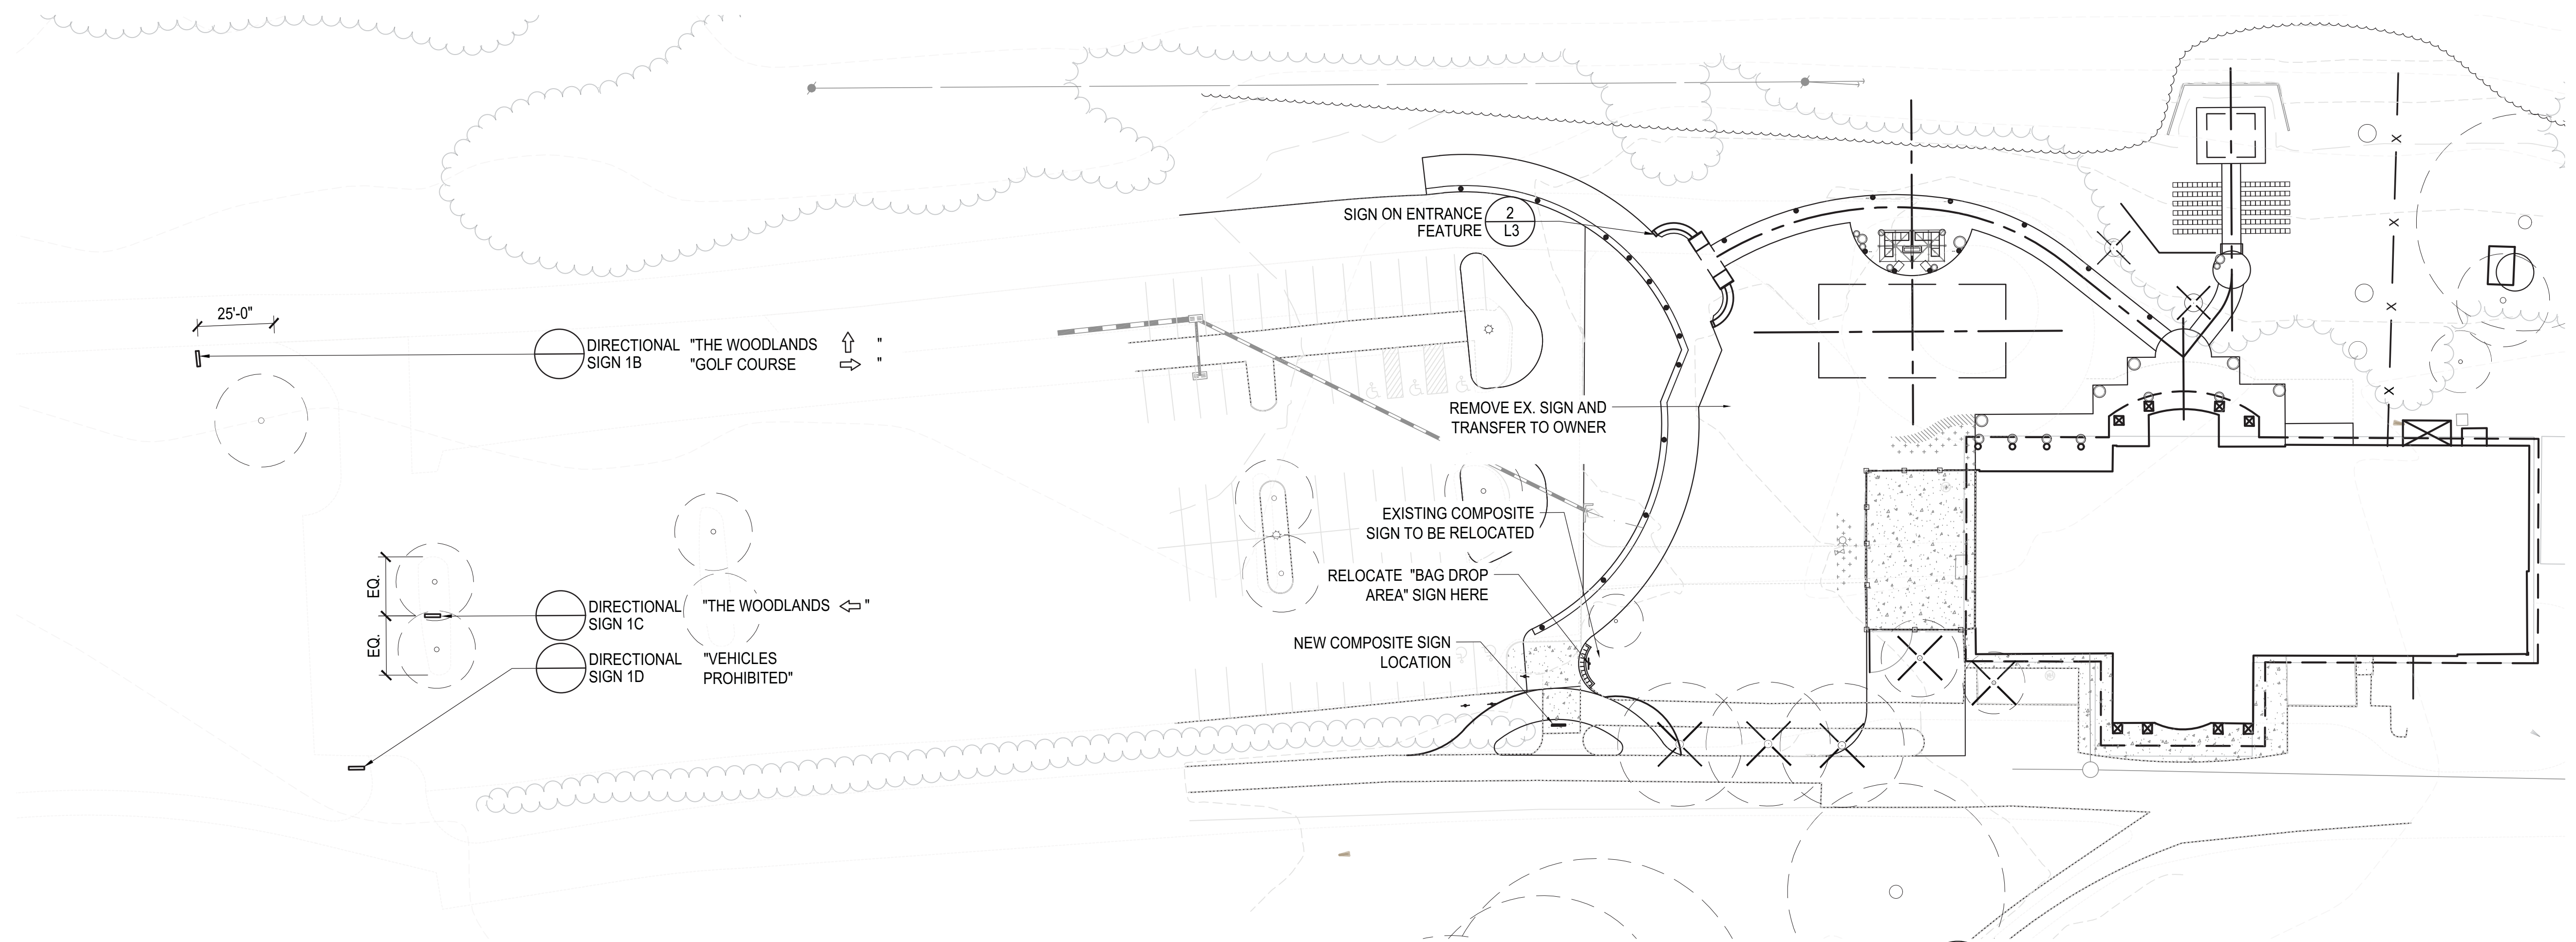 SIGN ON ENTRANCE
FEATURE
2
L3
25'-0"
DIRECTIONAL "THE WOODLANDS ⇧ "
SIGN 1B "GOLF COURSE ⇨ "
REMOVE EX. SIGN AND
TRANSFER TO OWNER
EXISTING COMPOSITE
SIGN TO BE RELOCATED
RELOCATE "BAG DROP
AREA" SIGN HERE
EQ.
EQ.
DIRECTIONAL "THE WOODLANDS ⇦ "
SIGN 1C
DIRECTIONAL "VEHICLES
SIGN 1D PROHIBITED"
NEW COMPOSITE SIGN
LOCATION
X
X
X
X